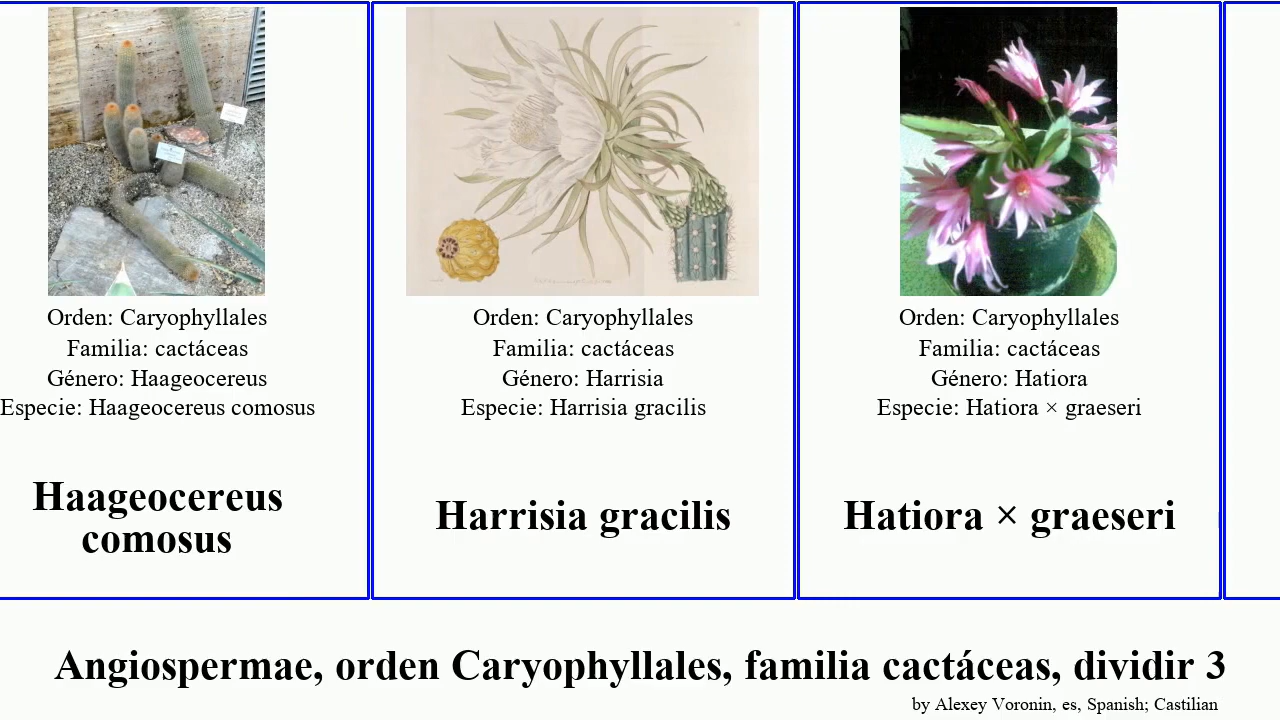 Orden: Caryophyllales
Familia: cactáceas
Género: Haageocereus
Especie: Haageocereus comosus
Haageocereus
comosus
Orden: Caryophyllales
Familia: cactáceas
Género: Harrisia
Especie: Harrisia gracilis
Harrisia gracilis
Orden: Caryophyllales
Familia: cactáceas
Género: Hatiora
Especie: Hatiora × graeseri
Hatiora × graeseri
Angiospermae, orden Caryophyllales, familia cactáceas, dividir 3
by Alexey Voronin, es, Spanish; Castilian